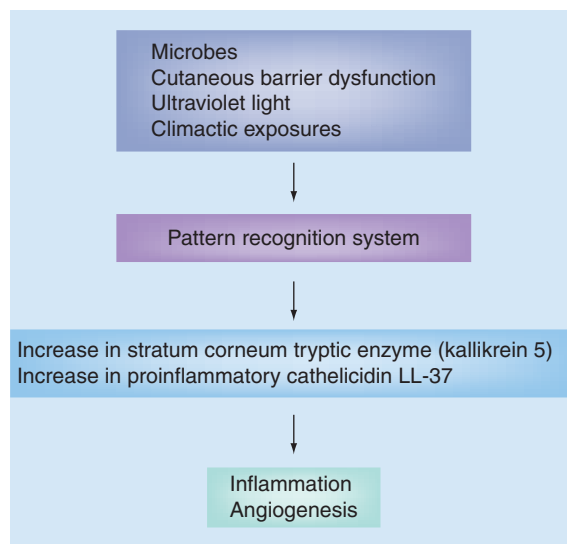 Microbes
Cutaneous barrier dysfunction
Ultraviolet light
Climactic exposures
Pattern recognition system
Increase in stratum corneum tryptic enzyme (kallikrein 5)
Increase in proinflammatory cathelicidin LL-37
Inflammation
Angiogenesis